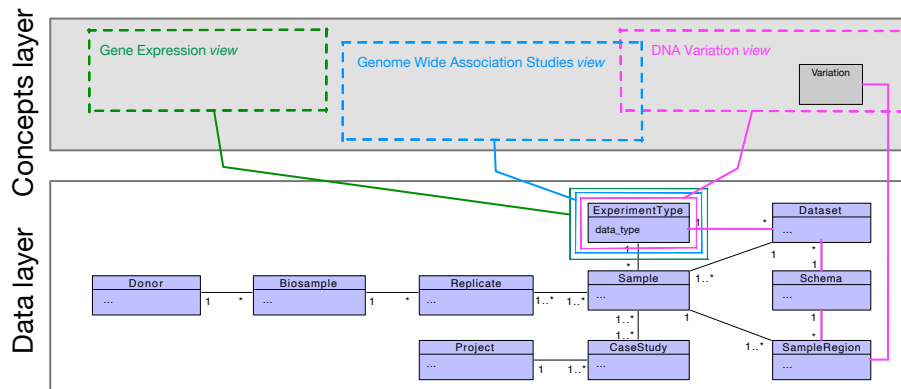 Concepts layer
Gene Expression view
Genome Wide Association Studies view
DNA Variation view
Variation
Data layer
ExperimentType
data_type
1
*
Dataset
...
1
*
1
1..*
*
1
Donor
...
1
*
Biosample
...
1
*
Replicate
...
1..*
1..*
Sample
...
Schema
...
1..*
1..*
1
1..*
1
*
Project
...
1
1..*
CaseStudy
...
SampleRegion
...